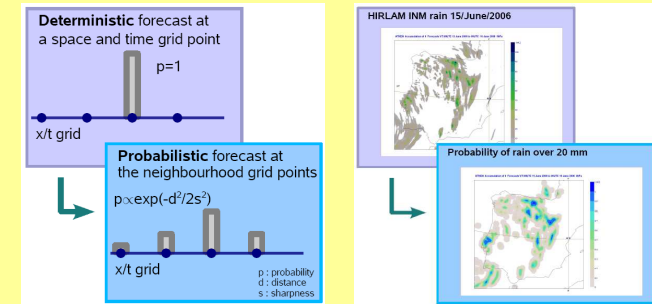 Deterministic forecast at
a space and time grid point
p=1
x/t grid
Probabilistic forecast at
the neighbourhood grid points
p∝exp(-d²/2s²)
x/t grid
p : probability
d : distance
s : sharpness
HIRLAM INM rain 15/June/2006
Probability of rain over 20 mm